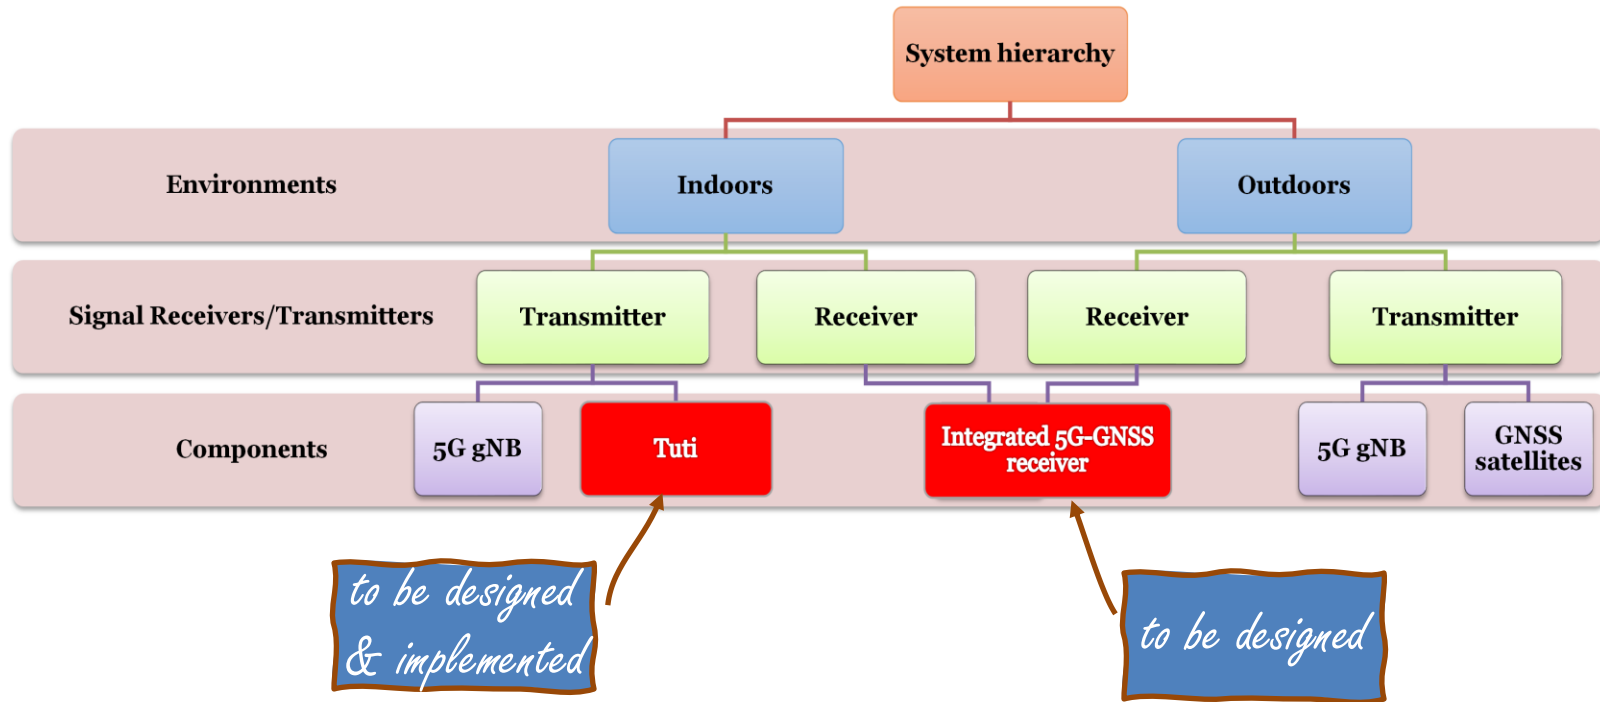 System hierarchy
Environments
Indoors
Outdoors
Signal Receivers/Transmitters
Transmitter
Receiver
Receiver
Transmitter
Components
5G gNB
Tuti
Integrated 5G-GNSS
receiver
5G gNB
GNSS
satellites
to be designed
& implemented
to be designed